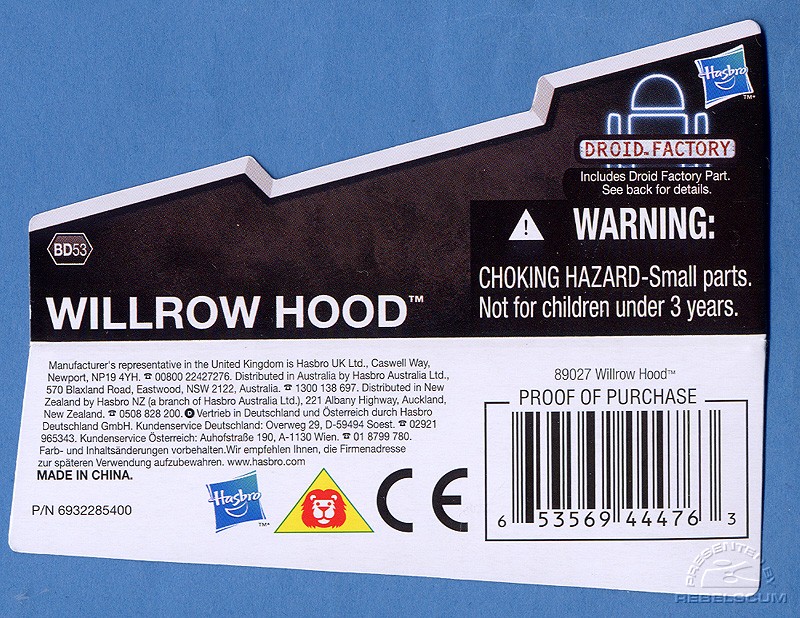 Hasbro
TM®
DROID FACTORY
Includes Droid Factory Part.
See back for details.
WARNING:
BD53
CHOKING HAZARD-Small parts.
WILLROW HOOD™
Not for children under 3 years.
Manufacturer's representative in the United Kingdom is Hasbro UK Ltd., Caswell Way,
Newport, NP19 4YH. ☎ 00800 22427276. Distributed in Australia by Hasbro Australia Ltd.,
570 Blaxland Road, Eastwood, NSW 2122, Australia. ☎ 1300 138 697. Distributed in New
Zealand by Hasbro NZ (a branch of Hasbro Australia Ltd.), 221 Albany Highway, Auckland,
New Zealand. ☎ 0508 828 200. D Vertrieb in Deutschland und Österreich durch Hasbro
Deutschland GmbH. Kundenservice Deutschland: Overweg 29, D-59494 Soest. ☎ 02921
965343. Kundenservice Österreich: Auhofstraße 190, A-1130 Wien. ☎ 01 8799 780.
Farb- und Inhaltsänderungen vorbehalten.Wir empfehlen Ihnen, die Firmenadresse
zur späteren Verwendung aufzubewahren. www.hasbro.com
MADE IN CHINA.
P/N 6932285400
Hasbro
TM®
CE
89027 Willrow Hood™
PROOF OF PURCHASE
6 53569 44476 3
PRESENTED BY
REBELSCUM